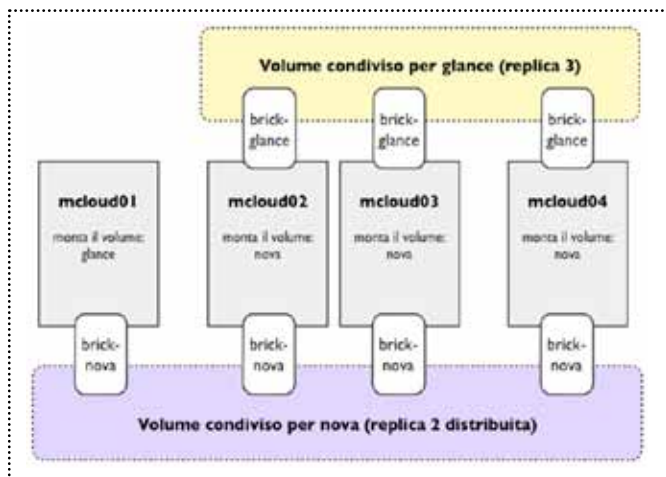 Volume condiviso per glance (replica 3)
brick-
glance
brick-
glance
brick-
glance
mcloud01
monta il volume:
glance
mcloud02
monta il volume:
nova
mcloud03
monta il volume:
nova
mcloud04
monta il volume:
nova
brick-
nova
brick-
nova
brick-
nova
brick-
nova
Volume condiviso per nova (replica 2 distribuita)